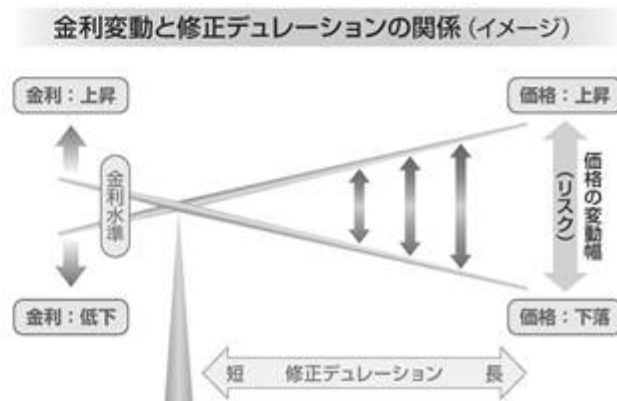 金利変動と修正デュレーションの関係(イメージ)
金利：上昇
価格：上昇
金利水準
価格の変動幅
(リスク)
金利：低下
価格：下落
短 修正デュレーション 長